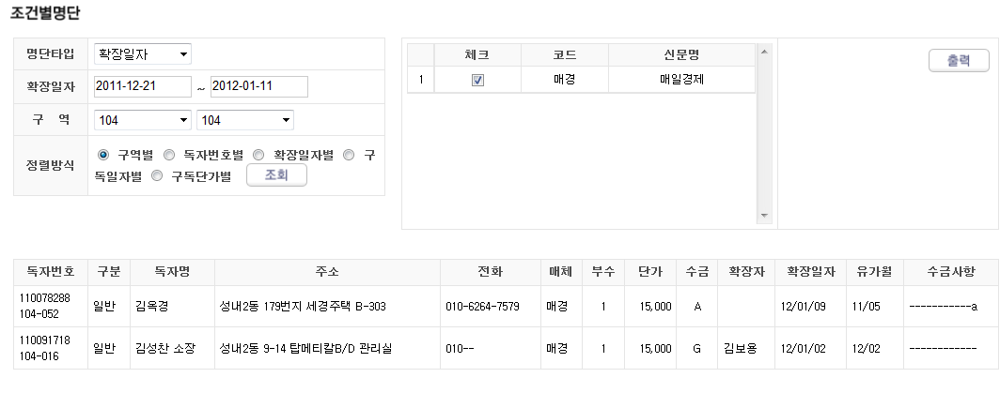 조건별명단
명단타입 확장일자
확장일자 2011-12-21 ~ 2012-01-11
구 역 104 104
정렬방식 구역별 독자번호별 확장일자별 구
독일자별 구독단가별 조회
체크 코드 신문명
1 매경 매일경제
출력
독자번호 구분 독자명 주소 전화 매체 부수 단가 수금 확장자 확장일자 유가월 수금사항
110078288
104-052 일반 김옥경 성내2동 179번지 세경주택 B-303 010-6264-7579 매경 1 15,000 A 12/01/09 11/05 -----------a
110091718
104-016 일반 김성찬 소장 성내2동 9-14 탑메티칼B/D 관리실 010-- 매경 1 15,000 G 김보용 12/01/02 12/02 ------------